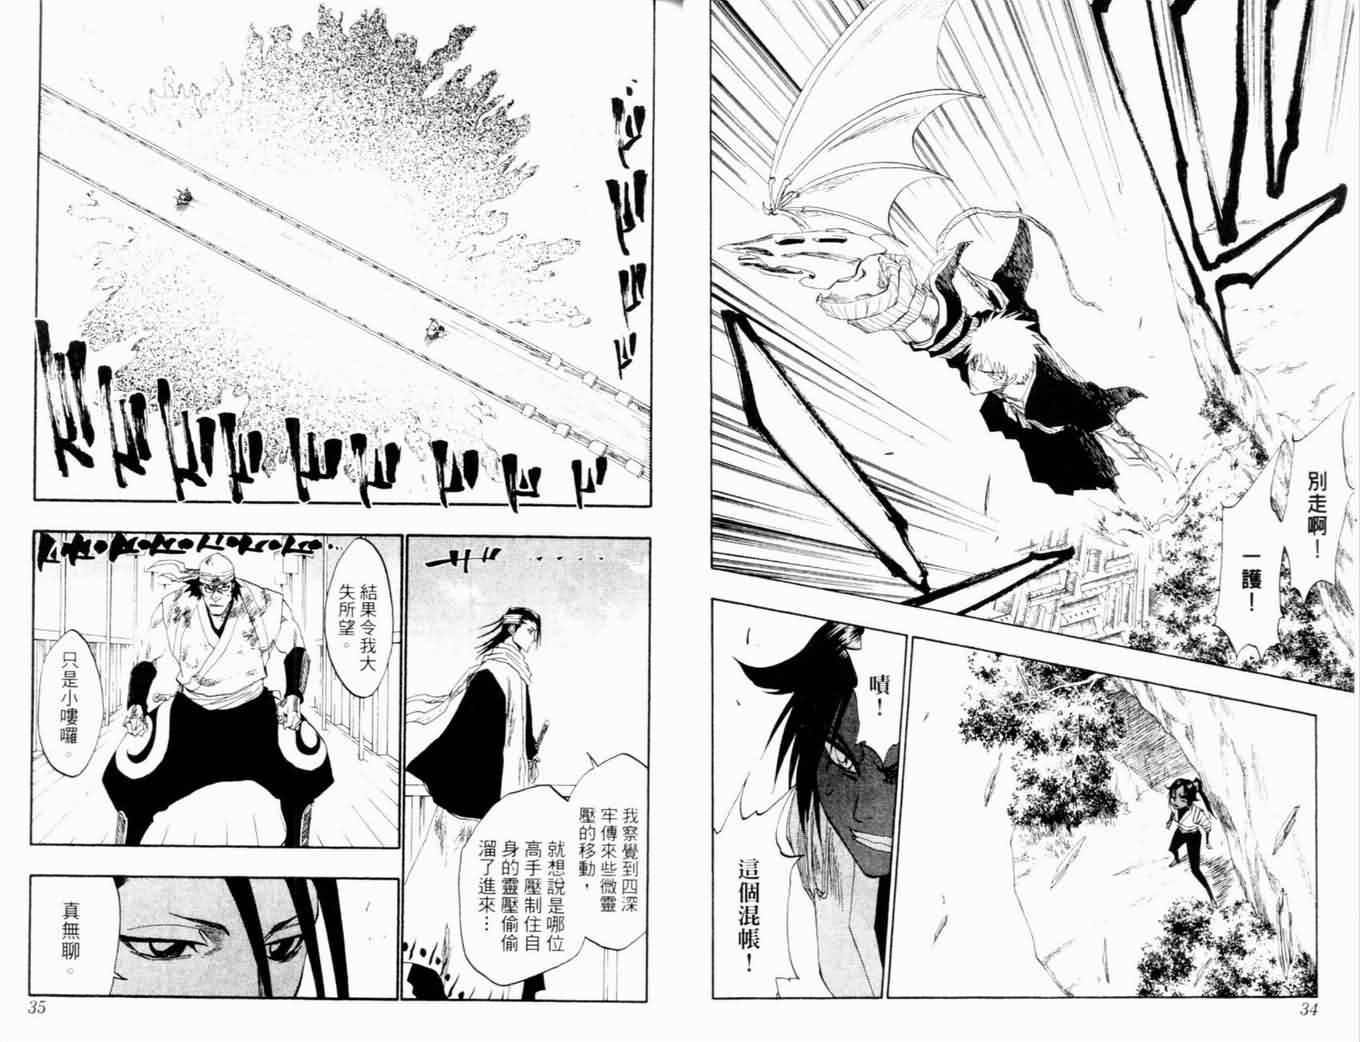 別走啊！
一護！
嘖！
這個混帳！
34
我察覺到四深
牢傳來些微靈
壓的移動，
就想說是哪位
高手壓制住自
身的靈壓偷偷
溜了進來…
結果令我大
失所望。
只是小嘍囉。
真無聊。
35